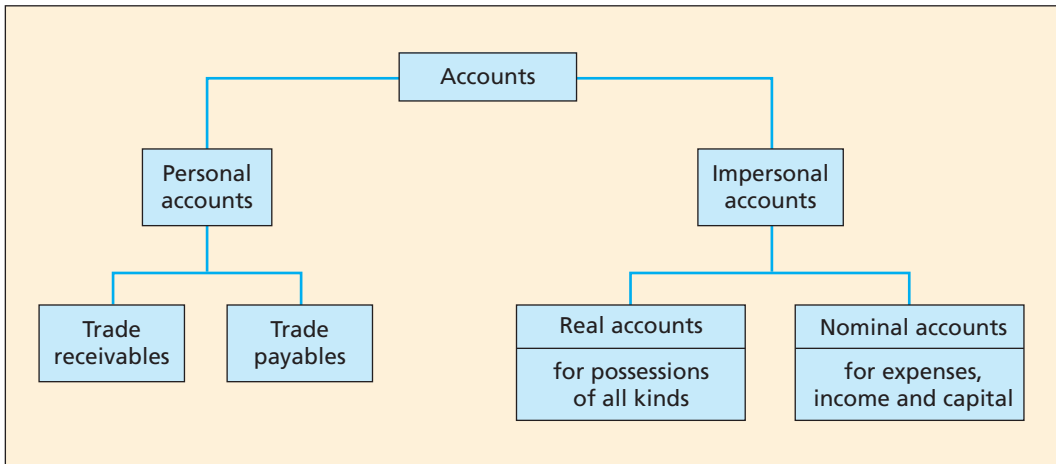 Accounts
Personal
accounts
Impersonal
accounts
Trade
receivables
Trade
payables
Real accounts
for possessions
of all kinds
Nominal accounts
for expenses,
income and capital